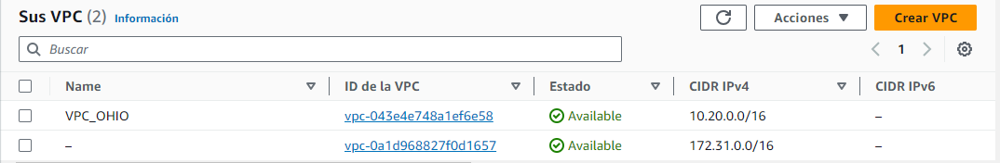 Sus VPC (2) Información
Acciones
Crear VPC
Buscar
1
Name ID de la VPC Estado CIDR IPv4 CIDR IPv6
VPC_OHIO vpc-043e4e748a1ef6e58 Available 10.20.0.0/16 –
– vpc-0a1d968827f0d1657 Available 172.31.0.0/16 –